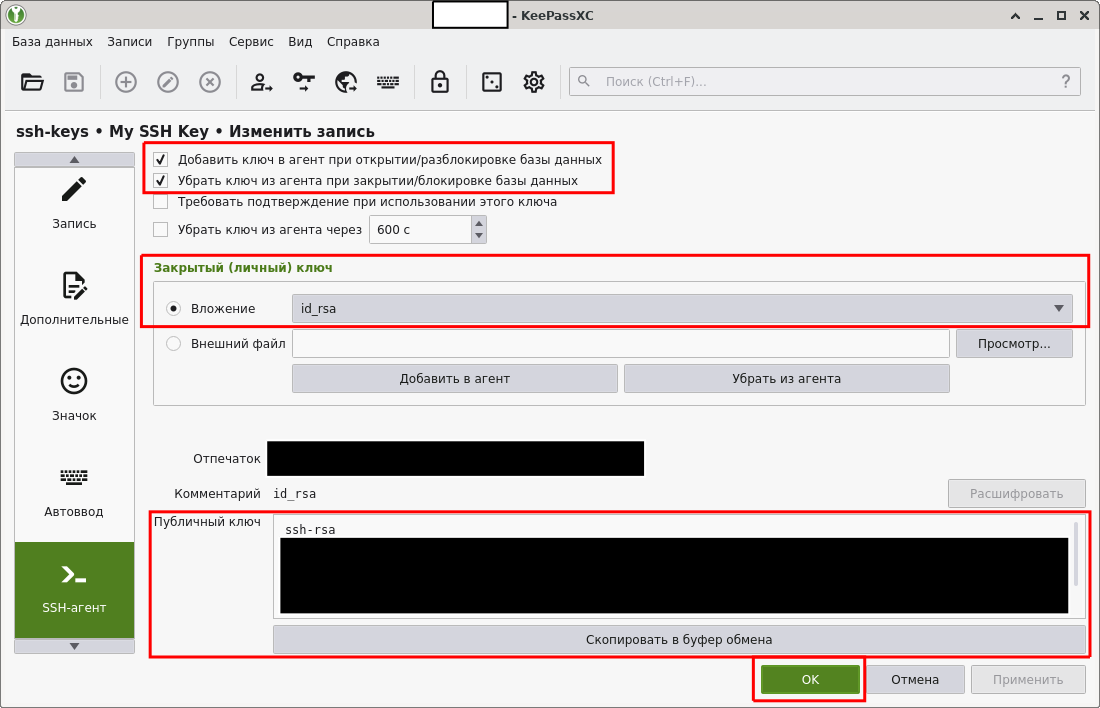 - KeePassXC
База данных Записи Группы Сервис Вид Справка
Поиск (Ctrl+F)...
ssh-keys • My SSH Key • Изменить запись
Добавить ключ в агент при открытии/разблокировке базы данных
Убрать ключ из агента при закрытии/блокировке базы данных
Требовать подтверждение при использовании этого ключа
Убрать ключ из агента через 600 с
Запись
Дополнительные
Значок
Автоввод
SSH-агент
Закрытый (личный) ключ
Вложение id_rsa
Внешний файл Просмотр...
Добавить в агент Убрать из агента
Отпечаток
Комментарий id_rsa Расшифровать
Публичный ключ ssh-rsa
Скопировать в буфер обмена
OK Отмена Применить